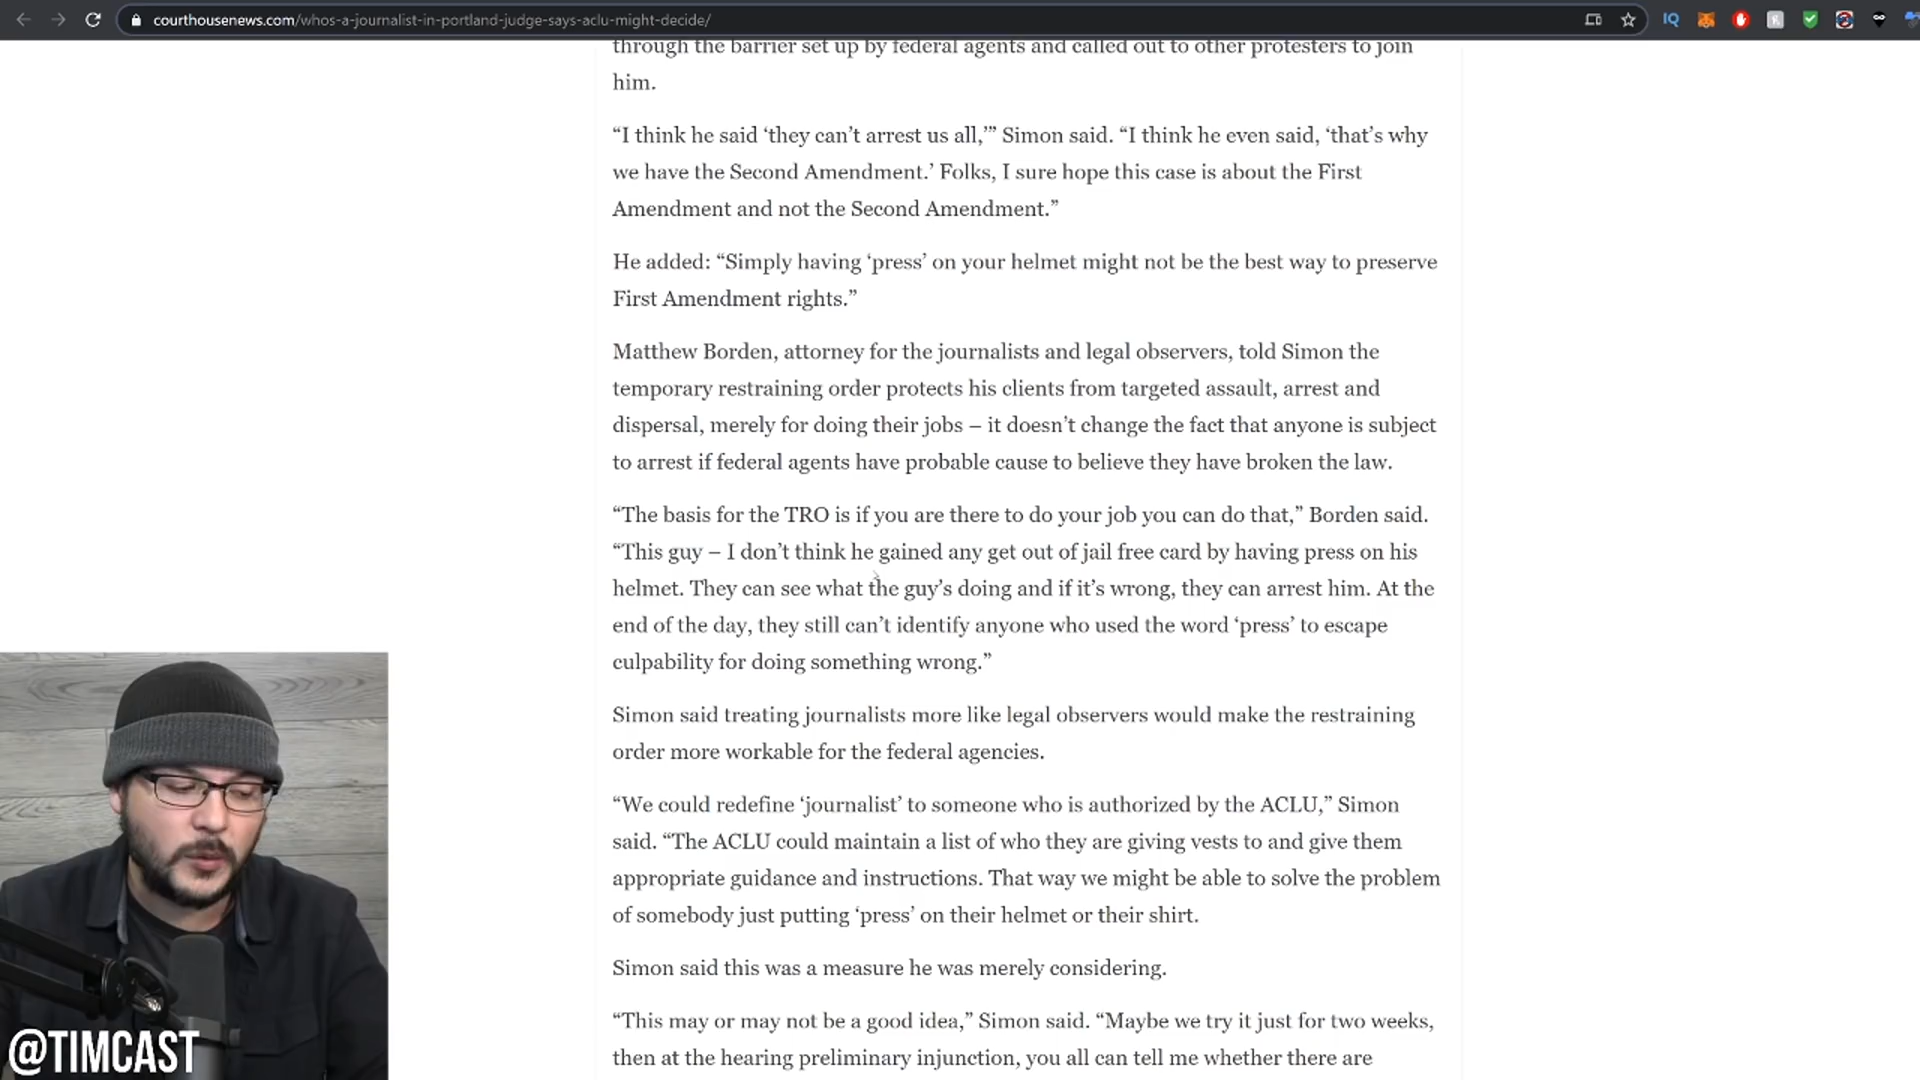 courthousenews.com/whos-a-journalist-in-portland-judge-says-aclu-might-decide/
IQ
through the barrier set up by federal agents and called out to other protesters to join
him.
“I think he said ‘they can’t arrest us all,’” Simon said. “I think he even said, ‘that’s why
we have the Second Amendment.’ Folks, I sure hope this case is about the First
Amendment and not the Second Amendment.”
He added: “Simply having ‘press’ on your helmet might not be the best way to preserve
First Amendment rights.”
Matthew Borden, attorney for the journalists and legal observers, told Simon the
temporary restraining order protects his clients from targeted assault, arrest and
dispersal, merely for doing their jobs – it doesn’t change the fact that anyone is subject
to arrest if federal agents have probable cause to believe they have broken the law.
“The basis for the TRO is if you are there to do your job you can do that,” Borden said.
“This guy – I don’t think he gained any get out of jail free card by having press on his
helmet. They can see what the guy’s doing and if it’s wrong, they can arrest him. At the
end of the day, they still can’t identify anyone who used the word ‘press’ to escape
culpability for doing something wrong.”
Simon said treating journalists more like legal observers would make the restraining
order more workable for the federal agencies.
“We could redefine ‘journalist’ to someone who is authorized by the ACLU,” Simon
said. “The ACLU could maintain a list of who they are giving vests to and give them
appropriate guidance and instructions. That way we might be able to solve the problem
of somebody just putting ‘press’ on their helmet or their shirt.
Simon said this was a measure he was merely considering.
“This may or may not be a good idea,” Simon said. “Maybe we try it just for two weeks,
then at the hearing preliminary injunction, you all can tell me whether there are
@TIMCAST